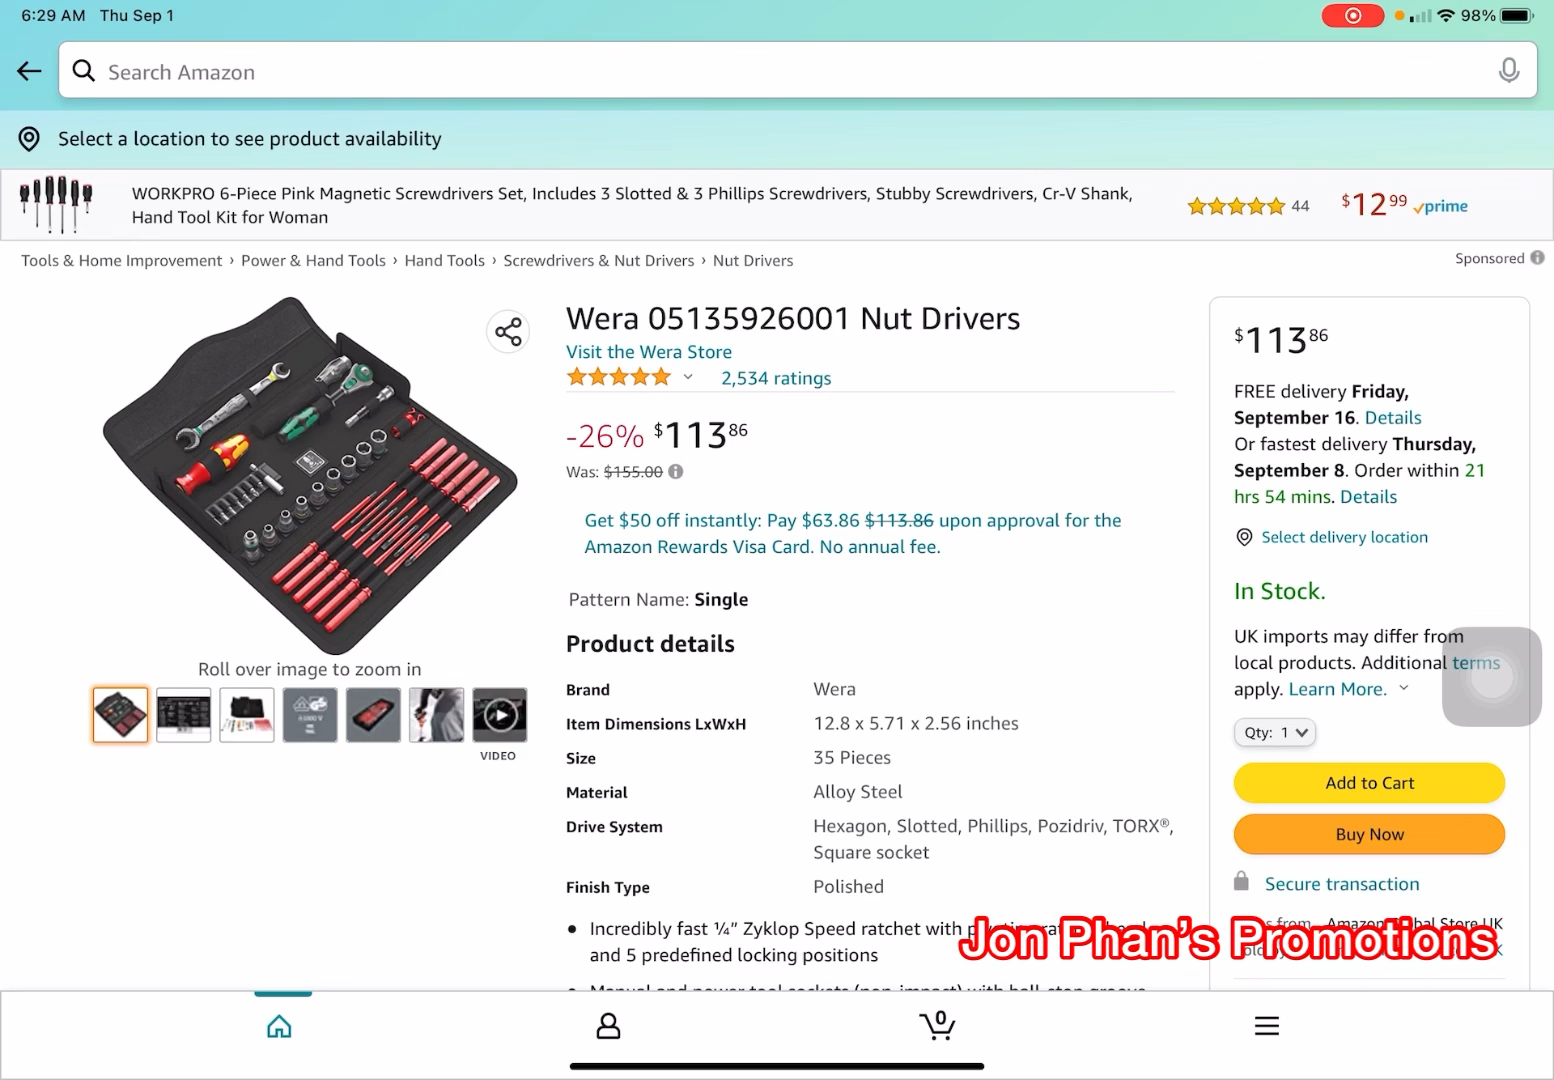 6:29 AM Thu Sep 1
98%
Search Amazon
Select a location to see product availability
WORKPRO 6-Piece Pink Magnetic Screwdrivers Set, Includes 3 Slotted & 3 Phillips Screwdrivers, Stubby Screwdrivers, Cr-V Shank,
Hand Tool Kit for Woman
44
$12 99 prime
Tools & Home Improvement › Power & Hand Tools › Hand Tools › Screwdrivers & Nut Drivers › Nut Drivers
Sponsored
Roll over image to zoom in
VIDEO
Wera 05135926001 Nut Drivers
Visit the Wera Store
2,534 ratings
-26% $113 86
Was: $155.00
Get $50 off instantly: Pay $63.86 $113.86 upon approval for the
Amazon Rewards Visa Card. No annual fee.
Pattern Name: Single
Product details
Brand Wera
Item Dimensions LxWxH 12.8 x 5.71 x 2.56 inches
Size 35 Pieces
Material Alloy Steel
Drive System Hexagon, Slotted, Phillips, Pozidriv, TORX®,
Square socket
Finish Type Polished
• Incredibly fast ¼" Zyklop Speed ratchet with
and 5 predefined locking positions
$113 86
FREE delivery Friday,
September 16. Details
Or fastest delivery Thursday,
September 8. Order within 21
hrs 54 mins. Details
Select delivery location
In Stock.
UK imports may differ from
local products. Additional terms
apply. Learn More.
Qty: 1
Add to Cart
Buy Now
Secure transaction
Jon Phan's Promotions
0